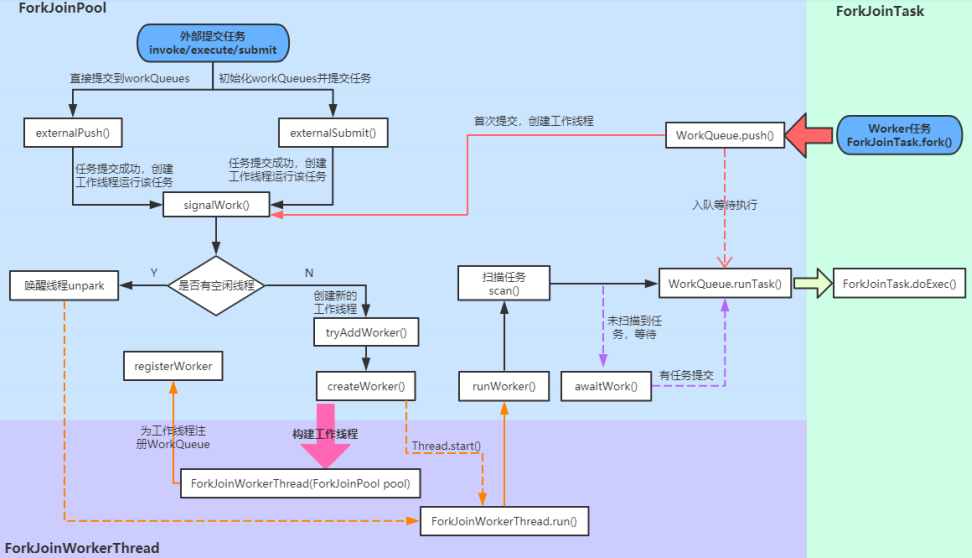 ForkJoinPool
ForkJoinTask
外部提交任务
invoke/execute/submit
直接提交到workQueues
初始化workQueues并提交任务
externalPush()
externalSubmit()
首次提交，创建工作线程
WorkQueue.push()
Worker任务
ForkJoinTask.fork()
任务提交成功，创建
工作线程运行该任务
任务提交成功，创建
工作线程运行该任务
signalWork()
入队等待执行
Y
N
是否有空闲线程
唤醒线程unpark
扫描任务
scan()
WorkQueue.runTask()
ForkJoinTask.doExec()
创建新的
工作线程
tryAddWorker()
未扫描到任
务，等待
registerWorker
createWorker()
runWorker()
awaitWork()
有任务提交
为工作线程注
册WorkQueue
构建工作线程
Thread.start()
ForkJoinWorkerThread(ForkJoinPool pool)
ForkJoinWorkerThread.run()
ForkJoinWorkerThread